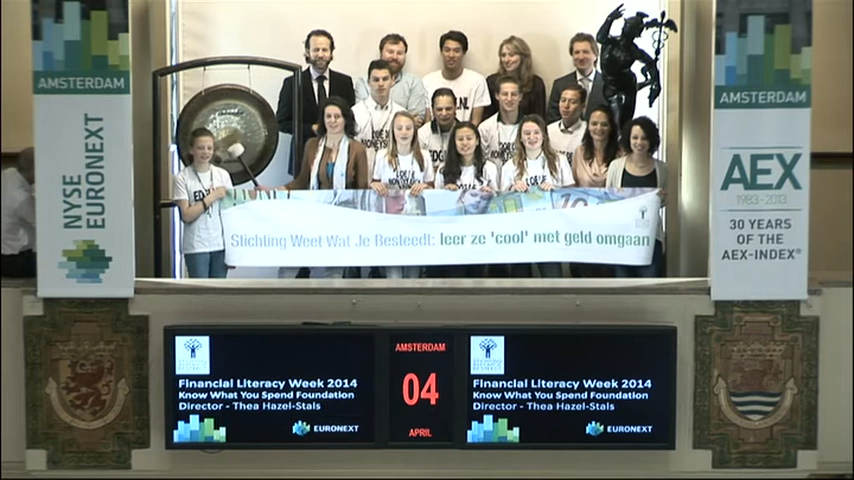 AMSTERDAM
NYSE
EURONEXT
AMSTERDAM
AEX
1983-2013
30 YEARS
OF THE
AEX-INDEX®
Stichting Weet Wat Je Besteedt: leer ze 'cool' met geld omgaan
Financial Literacy Week 2014
Know What You Spend Foundation
Director - Thea Hazel-Stals
EURONEXT
AMSTERDAM
04
APRIL
Financial Literacy Week 2014
Know What You Spend Foundation
Director - Thea Hazel-Stals
EURONEXT